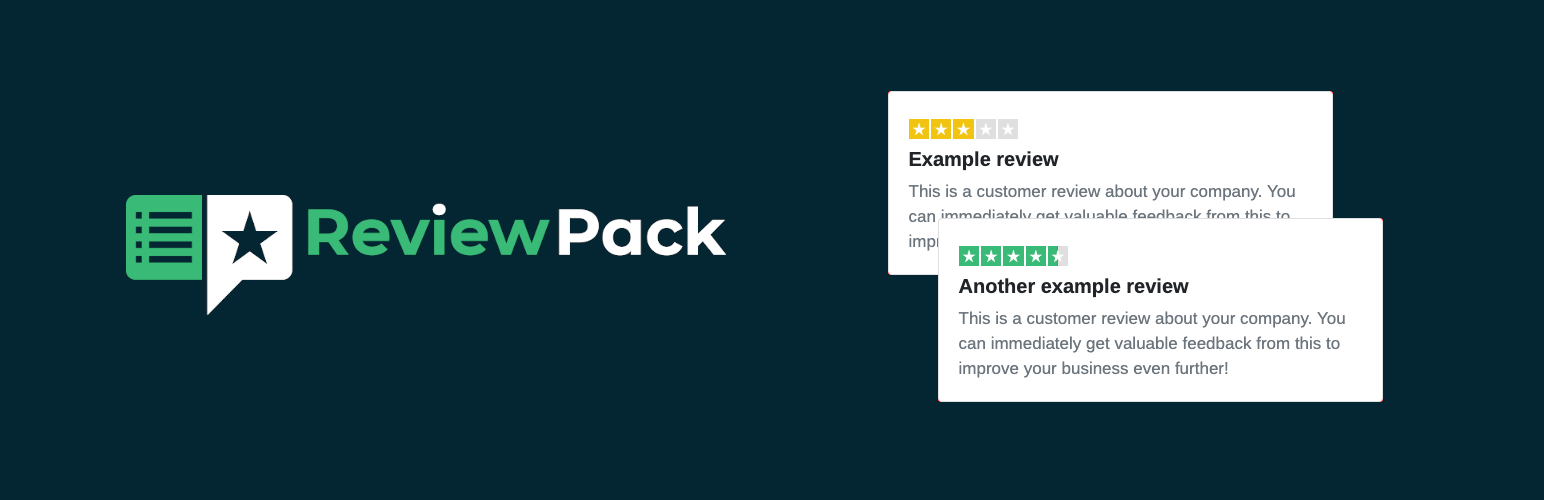 ReviewPack
Example review
This is a customer review about your company. You
can immediately get valuable feedback from this to
Another example review
This is a customer review about your company. You
can immediately get valuable feedback from this to
improve your business even further!